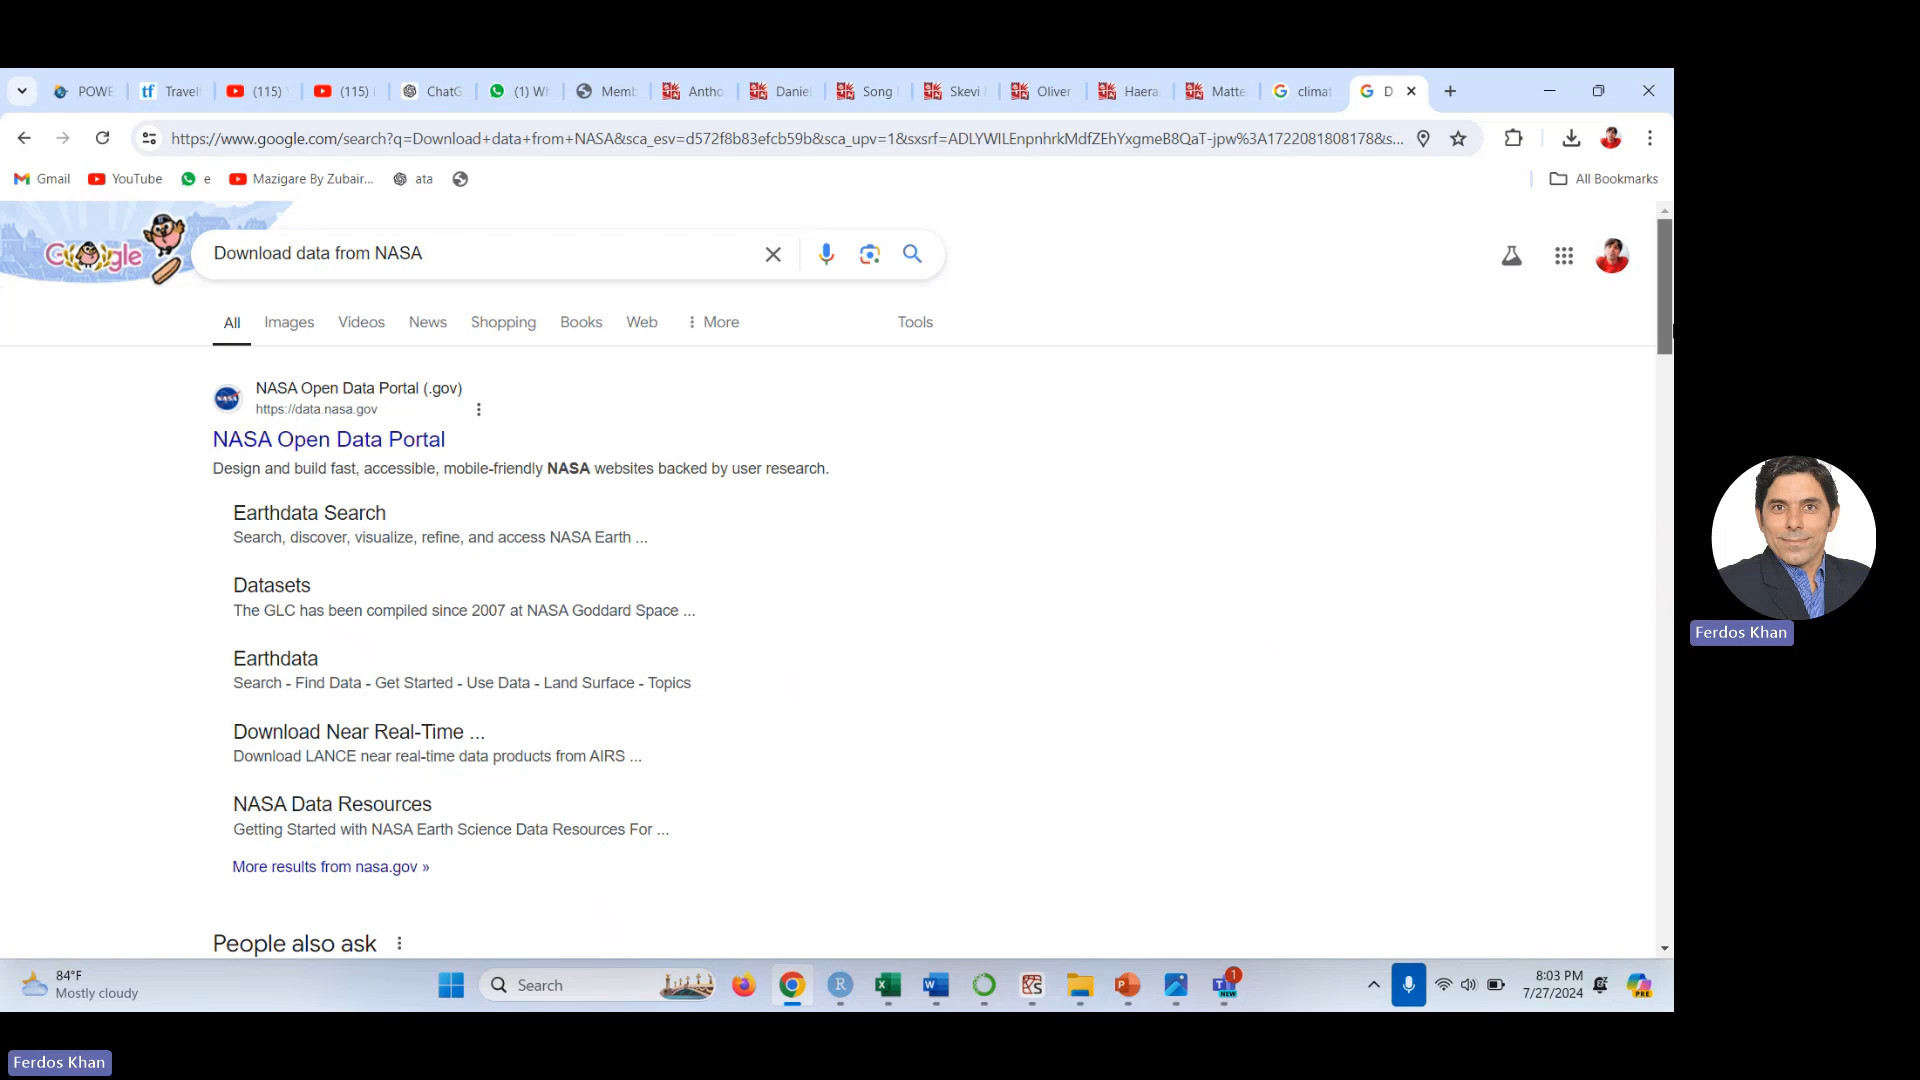 POWE
Travel
(115)
(115)
ChatG
(1) Wh
Memb
Antho
Daniel
Song
Skevi
Oliver
Haera
Matte
climat
D
https://www.google.com/search?q=Download+data+from+NASA&sca_esv=d572f8b83efcb59b&sca_upv=1&sxsrf=ADLYWILEnpnhrkMdfZEhYxgmeB8QaT-jpw%3A1722081808178&s...
Gmail
YouTube
e
Mazigare By Zubair...
ata
All Bookmarks
Google
Download data from NASA
All
Images
Videos
News
Shopping
Books
Web
More
Tools
NASA Open Data Portal (.gov)
https://data.nasa.gov
NASA Open Data Portal
Design and build fast, accessible, mobile-friendly NASA websites backed by user research.
Earthdata Search
Search, discover, visualize, refine, and access NASA Earth ...
Datasets
The GLC has been compiled since 2007 at NASA Goddard Space ...
Earthdata
Search - Find Data - Get Started - Use Data - Land Surface - Topics
Download Near Real-Time ...
Download LANCE near real-time data products from AIRS ...
NASA Data Resources
Getting Started with NASA Earth Science Data Resources For ...
More results from nasa.gov »
People also ask
84°F
Mostly cloudy
Search
1
NEW
8:03 PM
7/27/2024
PRE
Ferdos Khan
Ferdos Khan